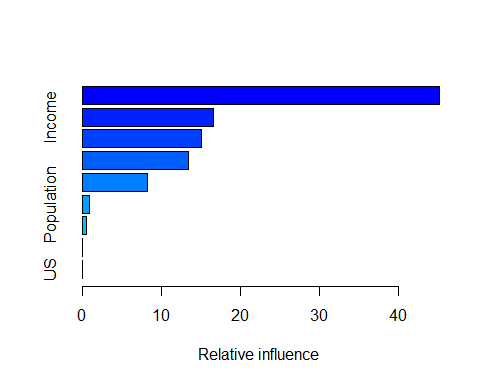 Income
Population
US
0 10 20 30 40
Relative influence